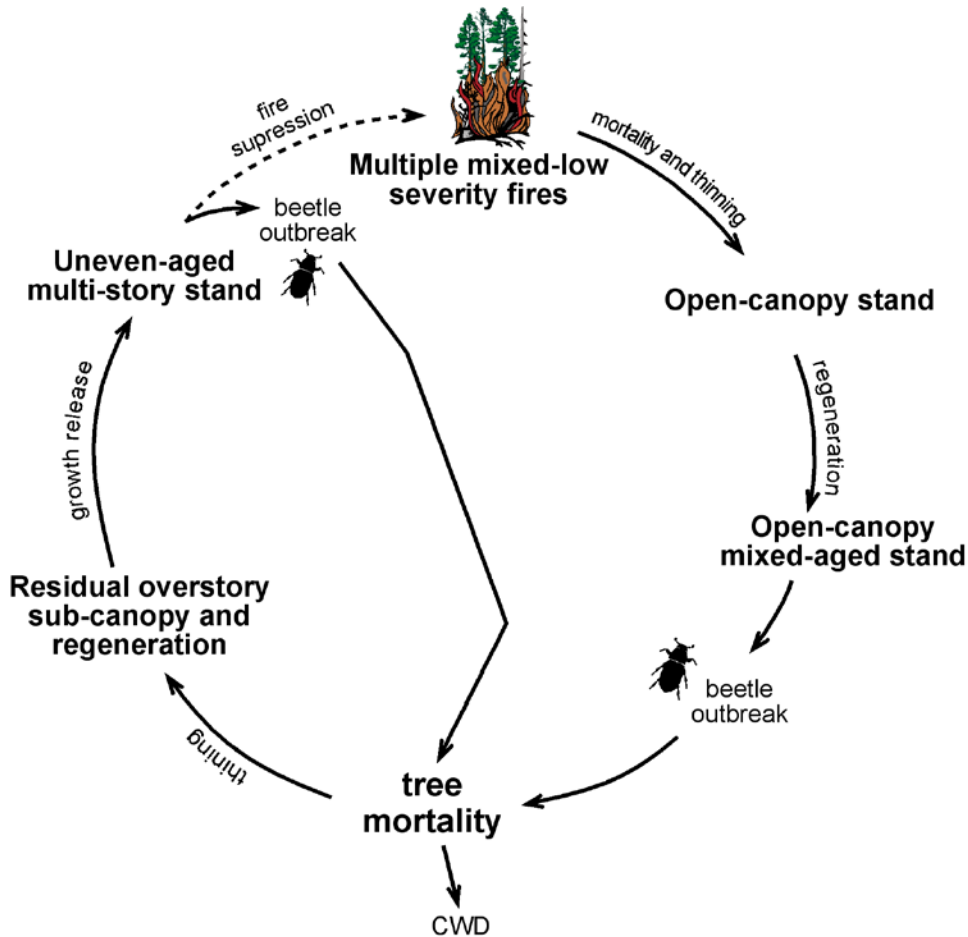 fire
supression
Multiple mixed-low
severity fires
mortality and thinning
beetle
outbreak
Uneven-aged
multi-story stand
Open-canopy stand
regeneration
growth release
Open-canopy
mixed-aged stand
Residual overstory
sub-canopy and
regeneration
beetle
outbreak
thining
tree
mortality
CWD